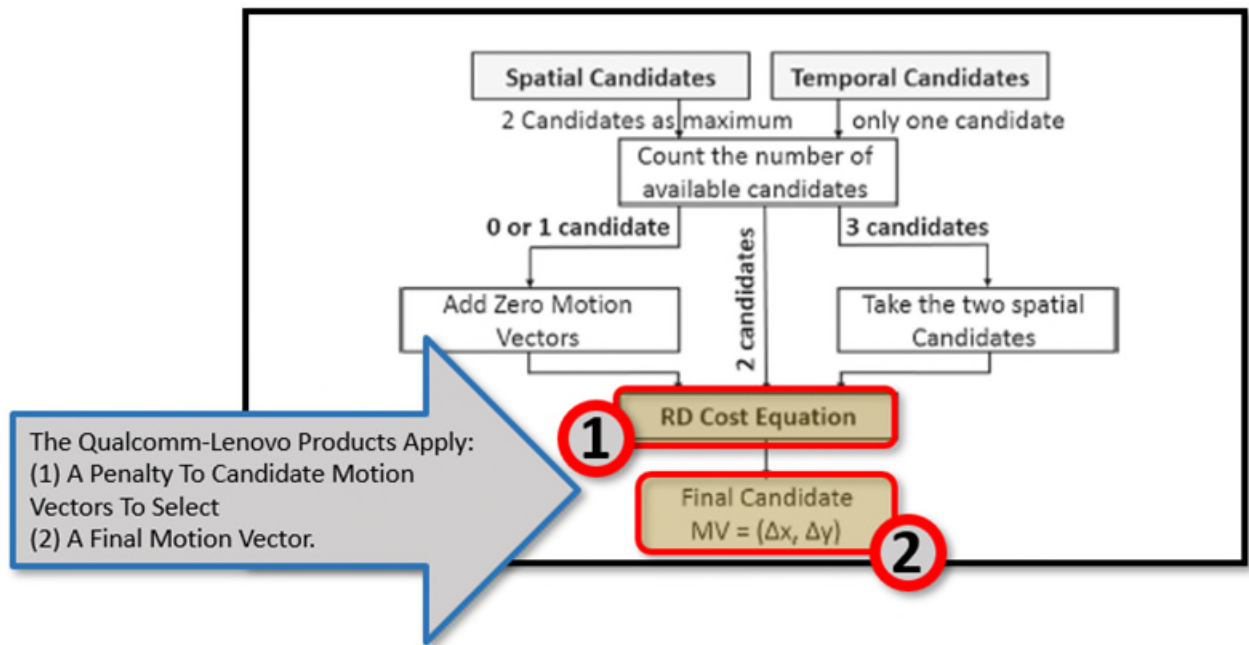 Spatial Candidates
Temporal Candidates
2 Candidates as maximum
only one candidate
Count the number of
available candidates
0 or 1 candidate
2 candidates
3 candidates
Add Zero Motion
Vectors
Take the two spatial
Candidates
The Qualcomm-Lenovo Products Apply:
(1) A Penalty To Candidate Motion
Vectors To Select
(2) A Final Motion Vector.
1
RD Cost Equation
Final Candidate
MV = (Δx, Δy)
2